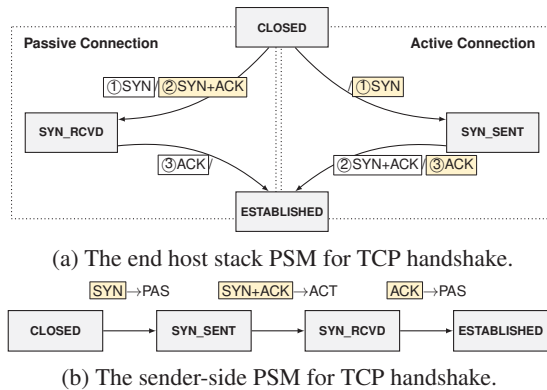 CLOSED
Passive Connection
Active Connection
①SYN/②SYN+ACK
/①SYN
SYN_RCVD
SYN_SENT
③ACK/
②SYN+ACK/③ACK
ESTABLISHED
(a) The end host stack PSM for TCP handshake.
SYN→PAS SYN+ACK→ACT ACK→PAS
CLOSED SYN_SENT SYN_RCVD ESTABLISHED
(b) The sender-side PSM for TCP handshake.